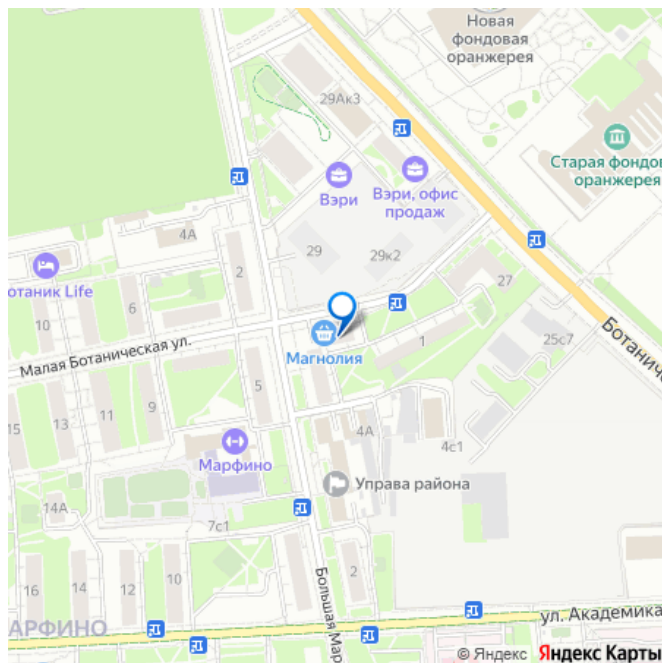 Новая
фондовая
оранжерея
29Ак3
Старая фондов
оранжерея
Вэри
Вэри, офис
продаж
4А
29
29к2
2
27
отаник Life
10
6
Магнолия
1
25с7
Ботаниче
Малая Ботаническая ул.
5
15
13
11
9
4А
4с1
Марфино
Управа района
14А
7с1
16
14
12
10
2
Большая Мар
АРФИНО
ул. Академика
© Яндекс Яндекс Карты